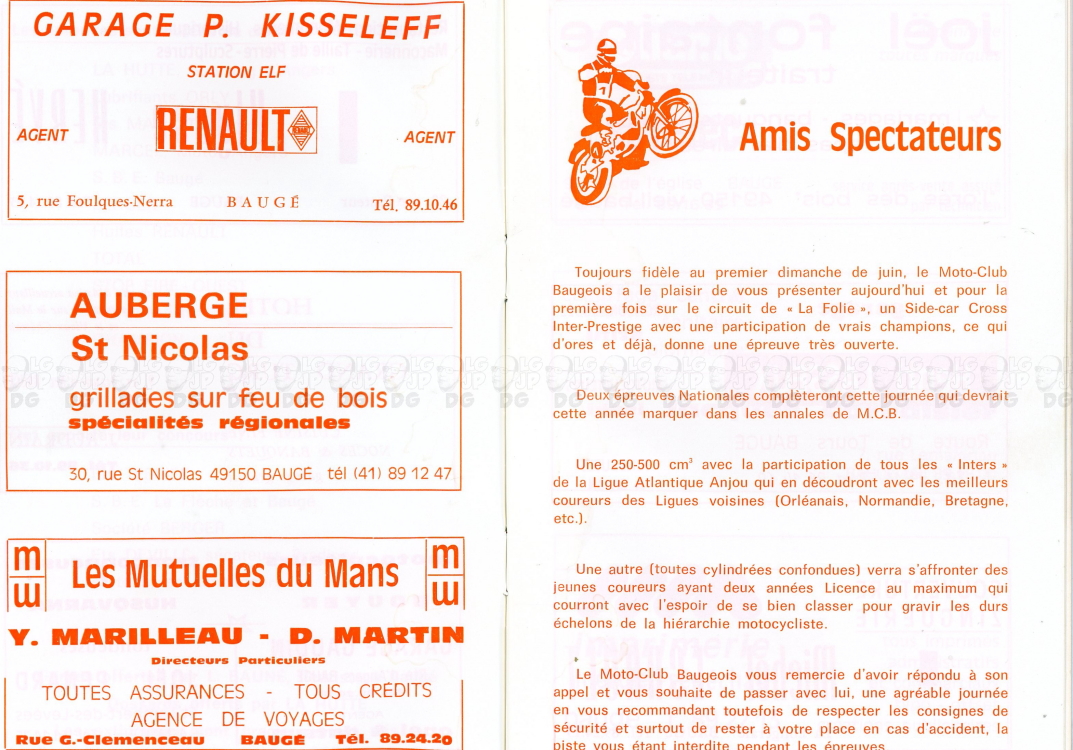 GARAGE P. KISSELEFF
STATION ELF
AGENT RENAULT AGENT
5, rue Foulques-Nerra BAUGÉ Tél. 89.10.46
AUBERGE
St Nicolas
grillades sur feu de bois
spécialités régionales
30, rue St Nicolas 49150 BAUGÉ tél (41) 89 12 47
m Les Mutuelles du Mans m
Y. MARILLEAU - D. MARTIN
Directeurs Particuliers
TOUTES ASSURANCES - TOUS CRÉDITS
AGENCE DE VOYAGES
Rue G.-Clemenceau BAUGÉ Tél. 89.24.20
Amis Spectateurs
Toujours fidèle au premier dimanche de juin, le Moto-Club
Baugeois a le plaisir de vous présenter aujourd'hui et pour la
première fois sur le circuit de « La Folie », un Side-car Cross
Inter-Prestige avec une participation de vrais champions, ce qui
d'ores et déjà, donne une épreuve très ouverte.
Deux épreuves Nationales complèteront cette journée qui devrait
cette année marquer dans les annales de M.C.B.
Une 250-500 cm³ avec la participation de tous les « Inters »
de la Ligue Atlantique Anjou qui en découdront avec les meilleurs
coureurs des Ligues voisines (Orléanais, Normandie, Bretagne,
etc.).
Une autre (toutes cylindrées confondues) verra s'affronter des
jeunes coureurs ayant deux années Licence au maximum qui
courront avec l'espoir de se bien classer pour gravir les durs
échelons de la hiérarchie motocycliste.
Le Moto-Club Baugeois vous remercie d'avoir répondu à son
appel et vous souhaite de passer avec lui, une agréable journée
en vous recommandant toutefois de respecter les consignes de
sécurité et surtout de rester à votre place en cas d'accident, la
piste vous étant interdite pendant les épreuves